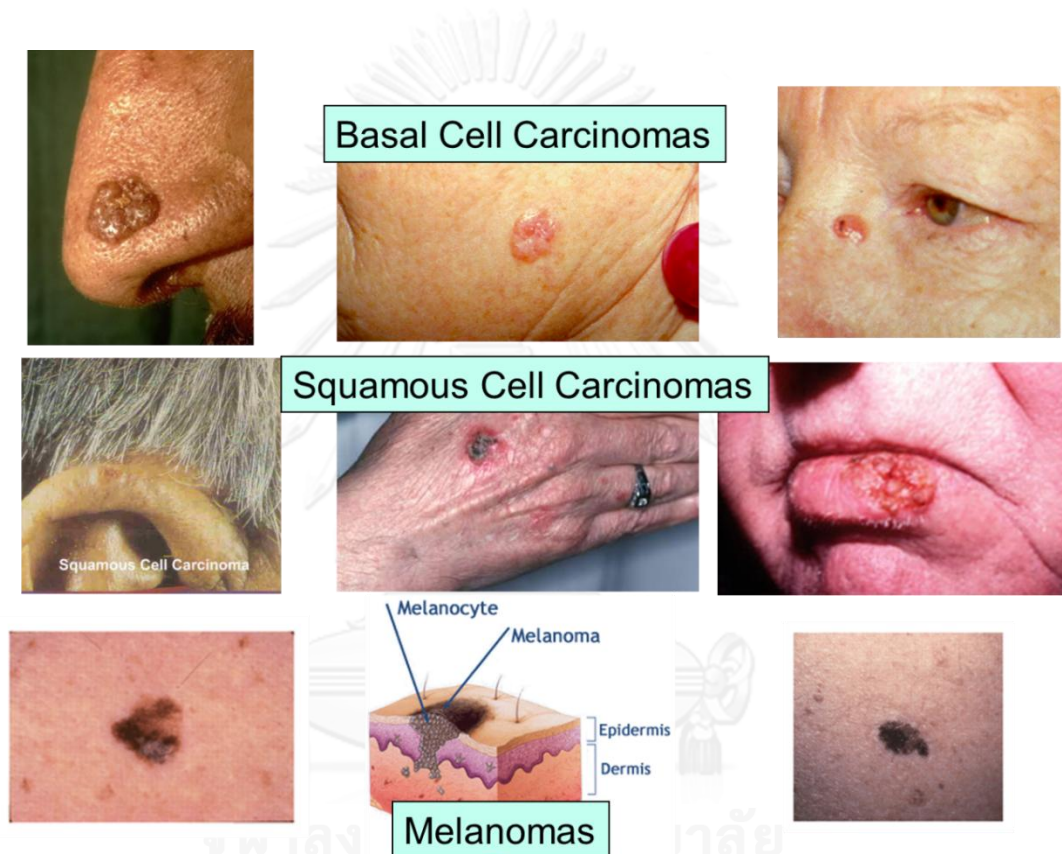 Basal Cell Carcinomas
Squamous Cell Carcinomas
Squamous Cell Carcinoma
Melanocyte
Melanoma
Epidermis
Dermis
Melanomas